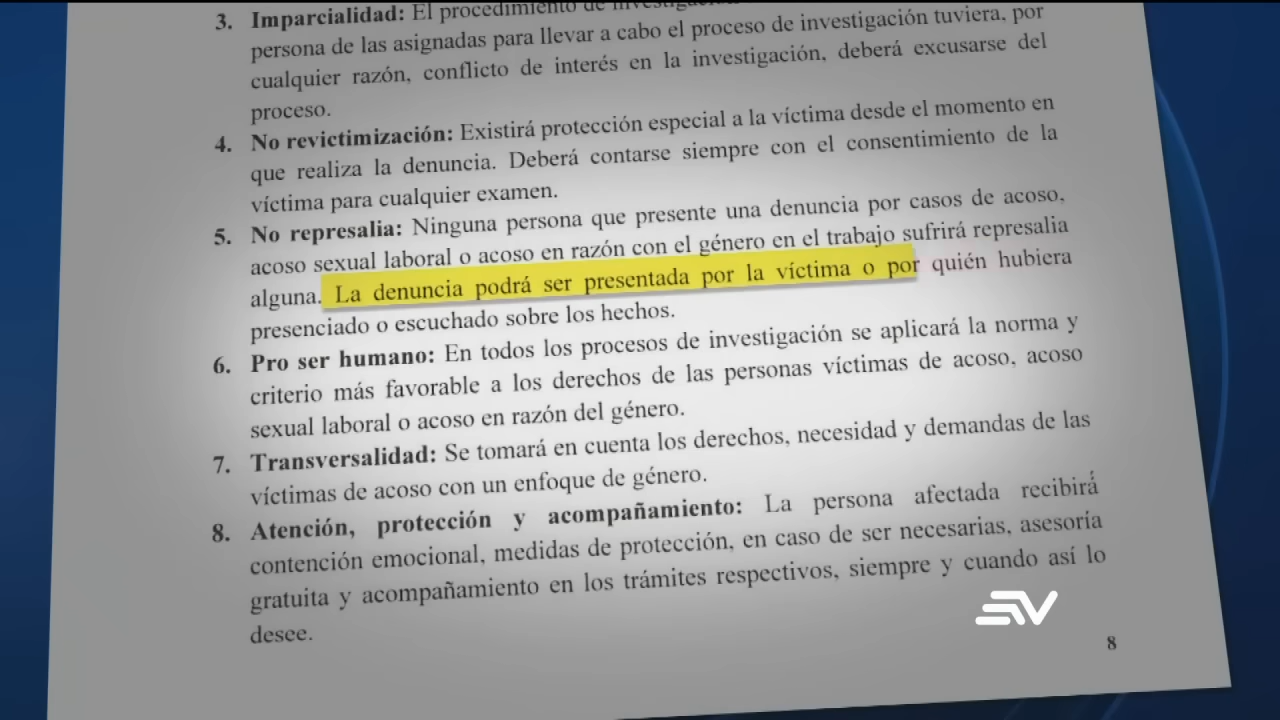 3. Imparcialidad: El procedimiento de investigación
persona de las asignadas para llevar a cabo el proceso de investigación tuviera, por
cualquier razón, conflicto de interés en la investigación, deberá excusarse del
proceso.
4. No revictimización: Existirá protección especial a la víctima desde el momento en
que realiza la denuncia. Deberá contarse siempre con el consentimiento de la
víctima para cualquier examen.
5. No represalia: Ninguna persona que presente una denuncia por casos de acoso,
acoso sexual laboral o acoso en razón con el género en el trabajo sufrirá represalia
alguna. La denuncia podrá ser presentada por la víctima o por quién hubiera
presenciado o escuchado sobre los hechos.
6. Pro ser humano: En todos los procesos de investigación se aplicará la norma y
criterio más favorable a los derechos de las personas víctimas de acoso, acoso
sexual laboral o acoso en razón del género.
7. Transversalidad: Se tomará en cuenta los derechos, necesidad y demandas de las
víctimas de acoso con un enfoque de género.
8. Atención, protección y acompañamiento: La persona afectada recibirá
contención emocional, medidas de protección, en caso de ser necesarias, asesoría
gratuita y acompañamiento en los trámites respectivos, siempre y cuando así lo
desee.
8